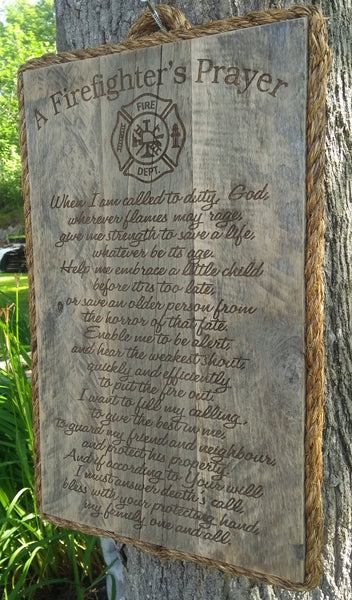 A Firefighter's Prayer
FIRE
DEPT.
When I am called to duty, God,
wherever flames may rage,
give me strength to save a life,
whatever be its age.
Help me embrace a little child
before it is too late,
or save an older person from
the horror of that fate.
Enable me to be alert,
and hear the weakest shout,
quickly and efficiently
to put the fire out.
I want to fill my calling,
to give the best in me,
to guard my friend and neighbour,
and protect his property.
And if according to Your will,
I must answer death's call,
bless with your protecting hand,
my family one and all.